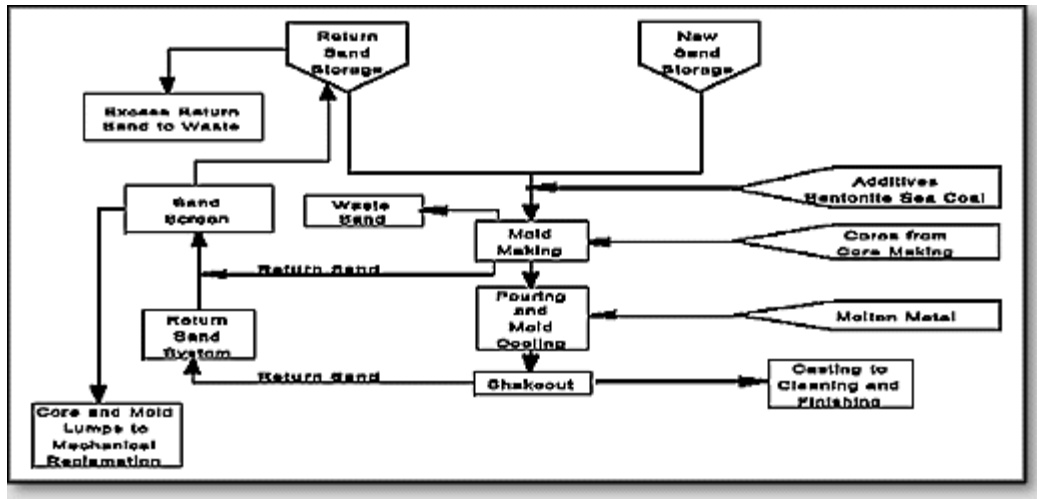 Return
Sand
Storage
New
Sand
Storage
Excess Return
Sand to Waste
Additives
Bentonite Sea Coal
Sand
Screen
Waste
Sand
Mold
Making
Cores from
Core Making
Return Sand
Pouring
and
Mold
Cooling
Molten Metal
Return
Sand
System
Return Sand
Shakeout
Casting to
Cleaning and
Finishing
Core and Mold
Lumps to
Mechanical
Reclamation